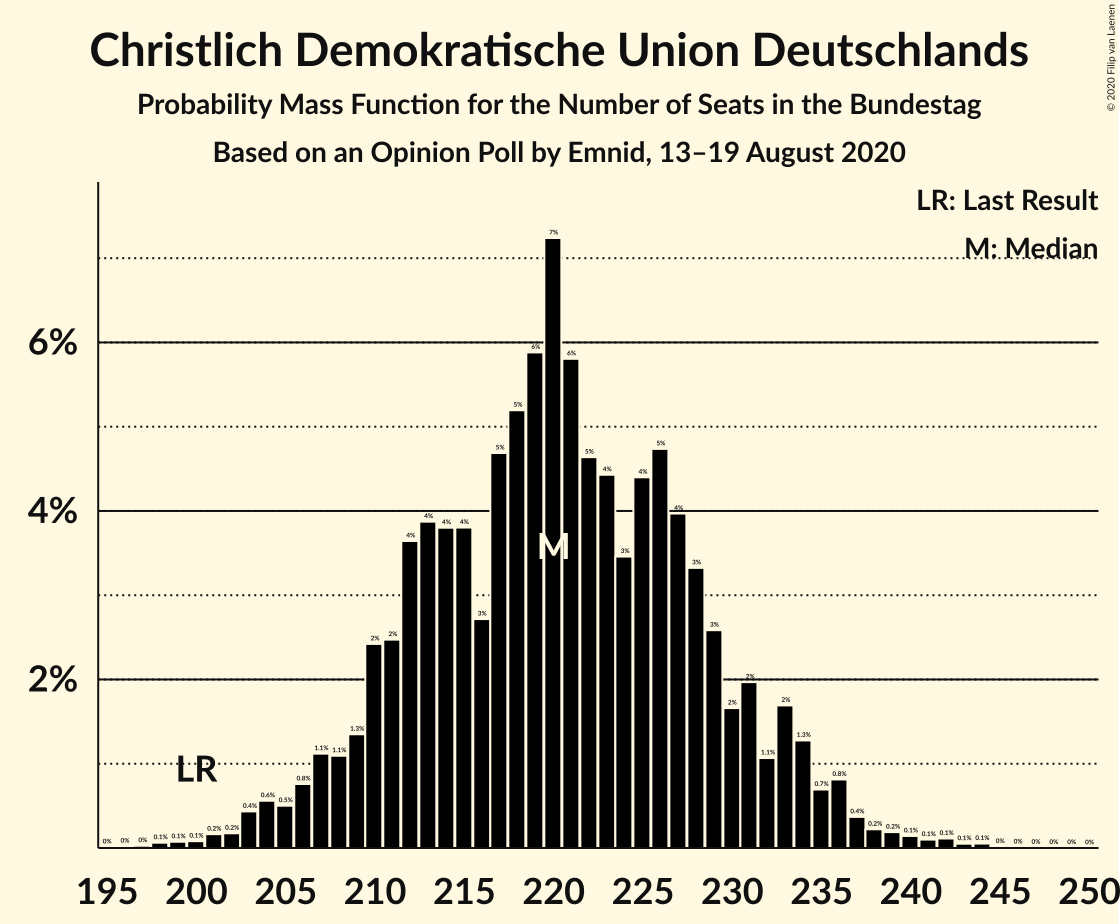 Christlich Demokratische Union Deutschlands
Probability Mass Function for the Number of Seats in the Bundestag
Based on an Opinion Poll by Emnid, 13–19 August 2020
© 2020 Filip van Laenen
LR: Last Result
M: Median
7%
6%
6% 6%
5% 5% 5% 5%
4% 4%
4% 4% 4% 4% 4%
4%
M
3% 3%
3% 3%
2% 2%
2%
2% 2% 2%
1.3% 1.3%
1.1% 1.1% 1.1%
LR
0.8% 0.7% 0.8%
0.4% 0.6% 0.5% 0.4%
0% 0% 0% 0.1% 0.1% 0.1% 0.2% 0.2% 0.2% 0.2% 0.1% 0.1% 0.1% 0.1% 0.1% 0% 0% 0% 0% 0% 0%
195 200 205 210 215 220 225 230 235 240 245 250